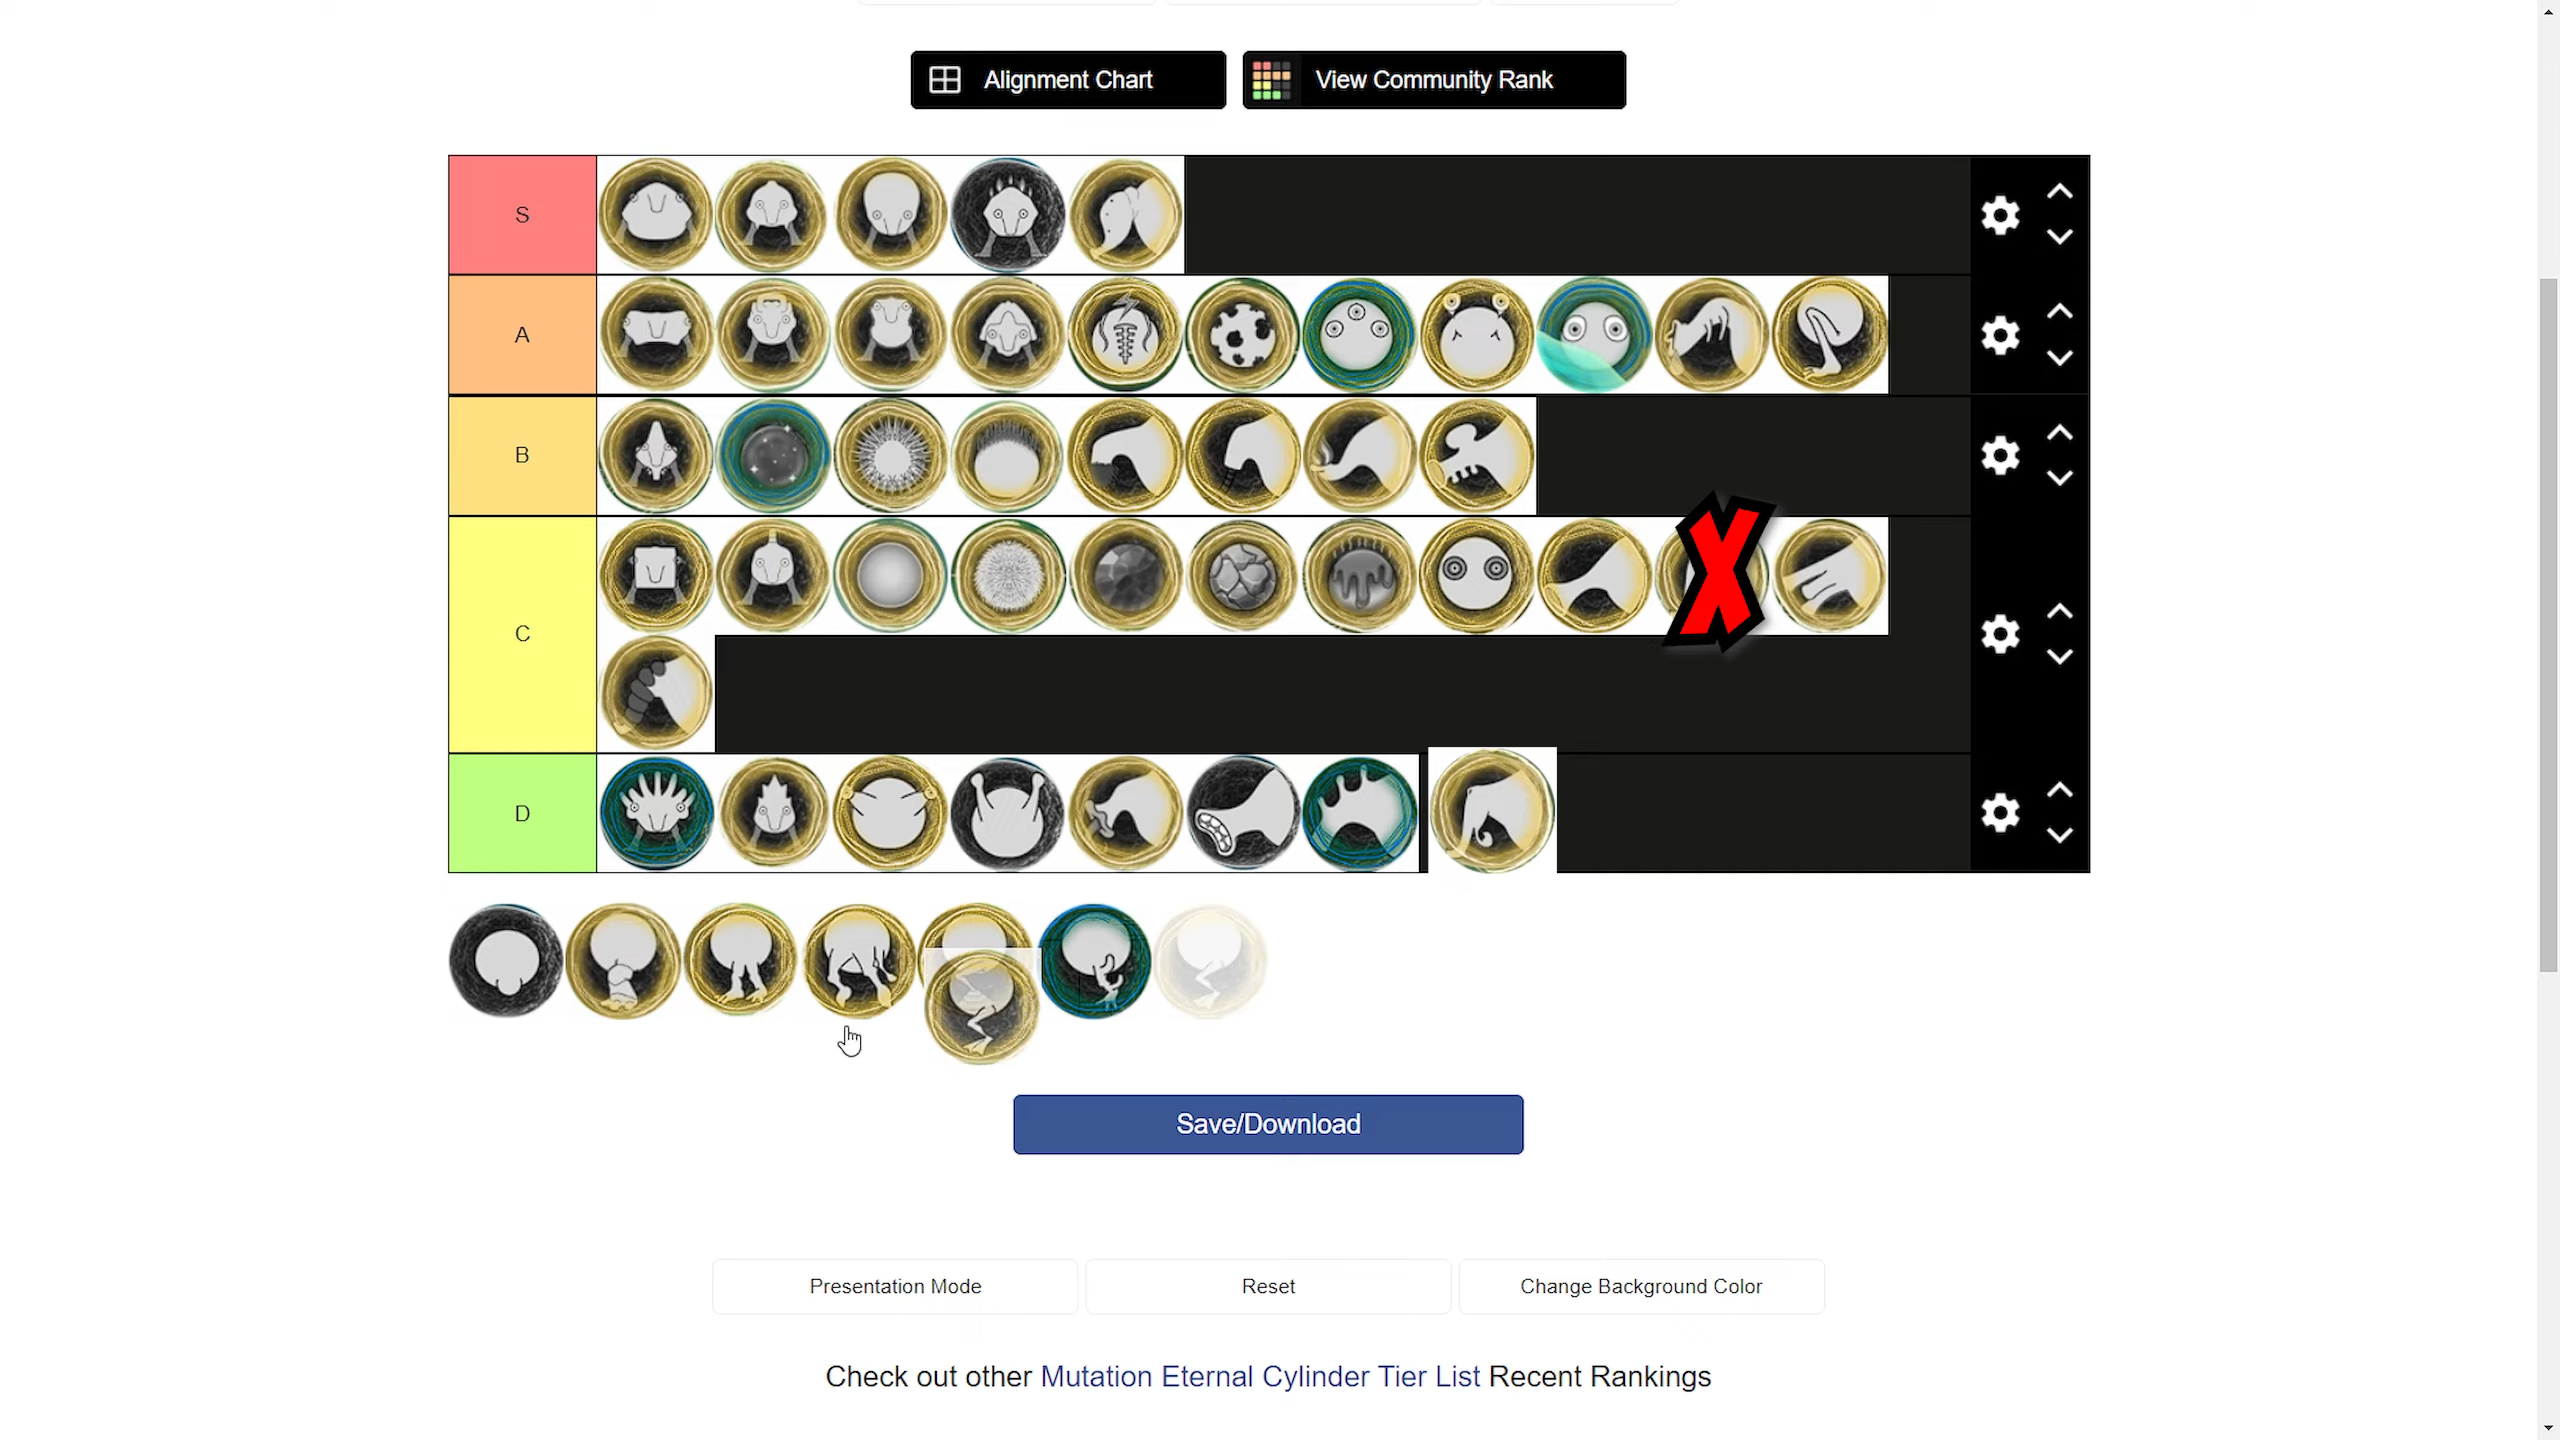 Alignment Chart
View Community Rank
S
A
B
C
X
D
Save/Download
Presentation Mode
Reset
Change Background Color
Check out other Mutation Eternal Cylinder Tier List Recent Rankings